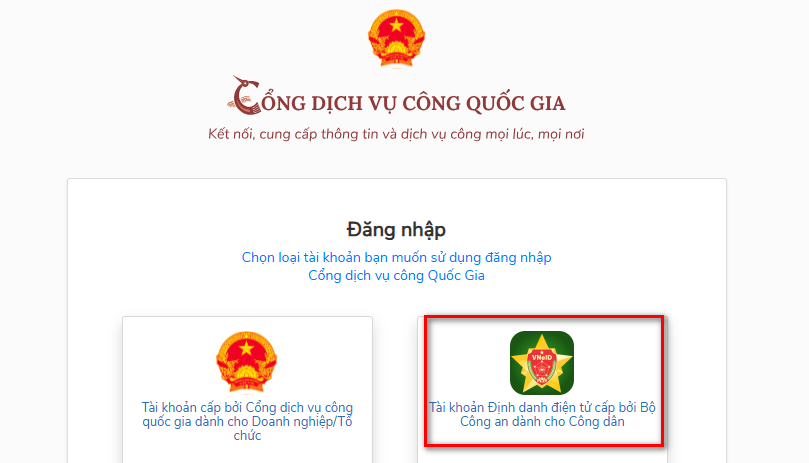 CỔNG DỊCH VỤ CÔNG QUỐC GIA
Kết nối, cung cấp thông tin và dịch vụ công mọi lúc, mọi nơi
Đăng nhập
Chọn loại tài khoản bạn muốn sử dụng đăng nhập
Cổng dịch vụ công Quốc Gia
Tài khoản cấp bởi Cổng dịch vụ công
quốc gia dành cho Doanh nghiệp/Tổ
chức
VNeID
Tài khoản Định danh điện tử cấp bởi Bộ
Công an dành cho Công dân